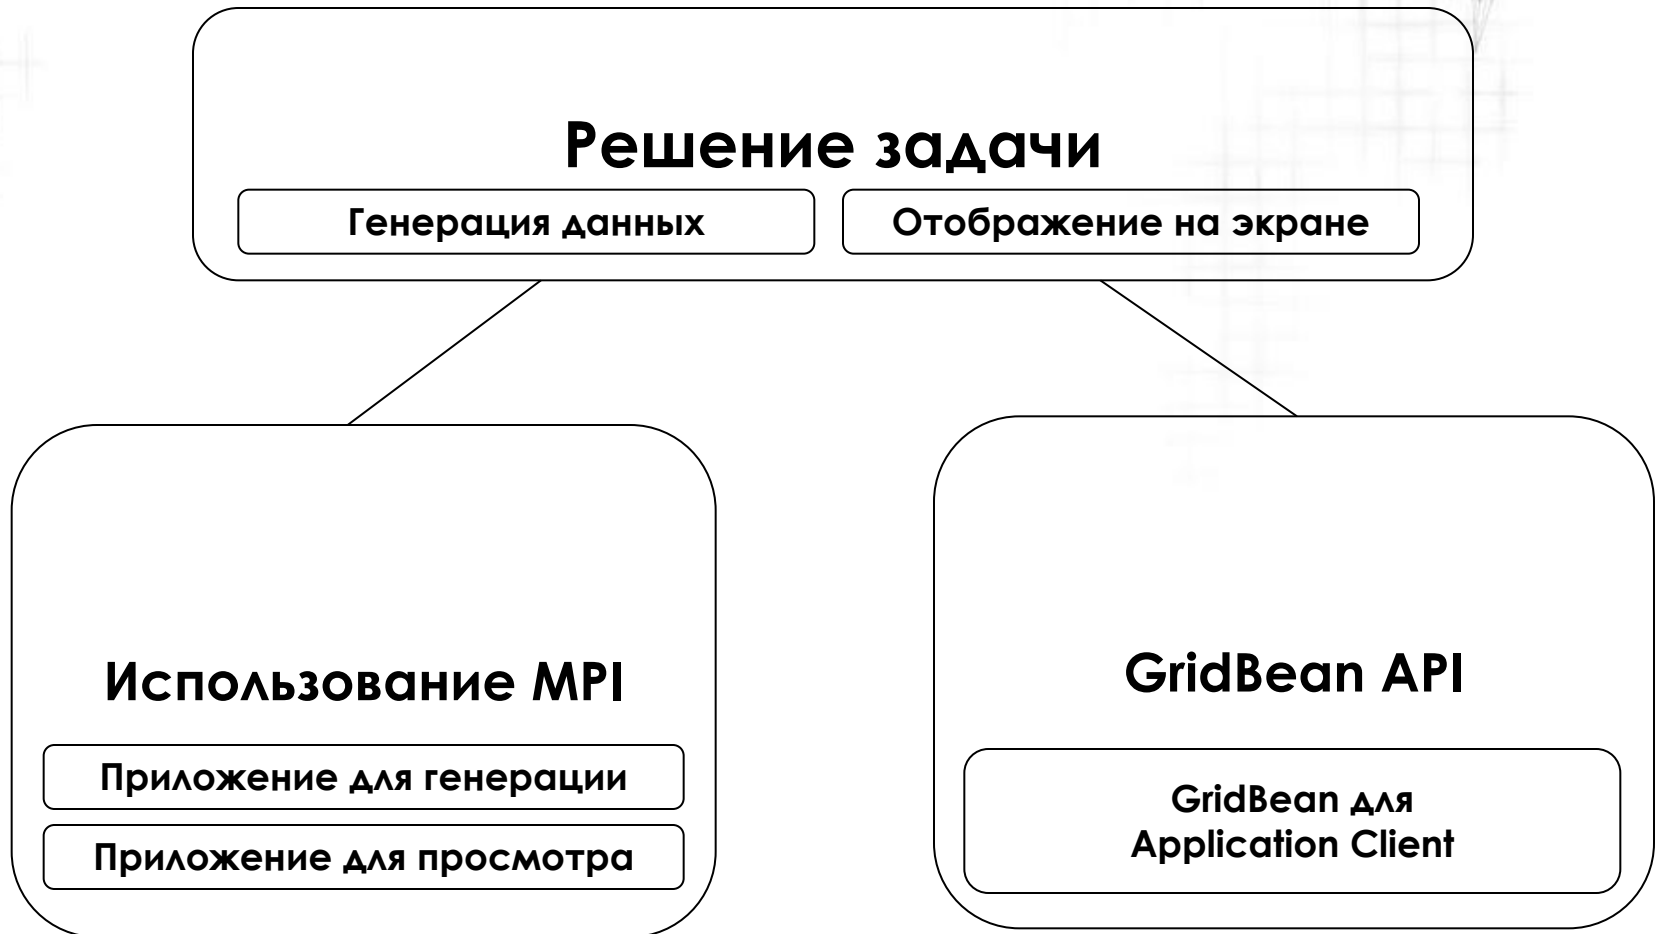 Решение задачи
Генерация данных
Отображение на экране
Использование MPI
Приложение для генерации
Приложение для просмотра
GridBean API
GridBean для
Application Client